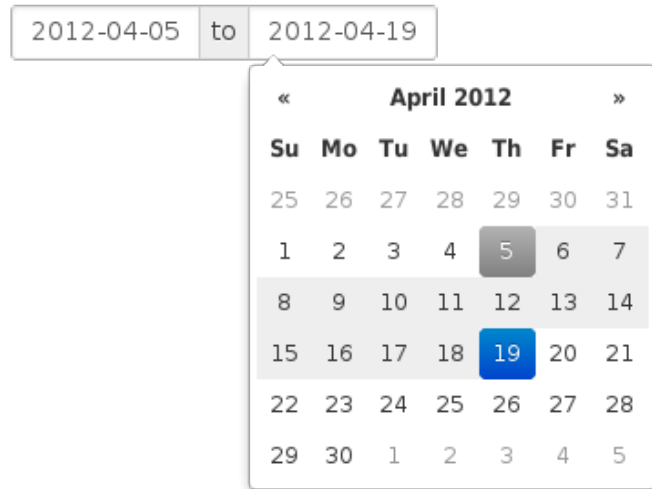 2012-04-05 to 2012-04-19
« April 2012 »
Su Mo Tu We Th Fr Sa
25 26 27 28 29 30 31
1 2 3 4 5 6 7
8 9 10 11 12 13 14
15 16 17 18 19 20 21
22 23 24 25 26 27 28
29 30 1 2 3 4 5